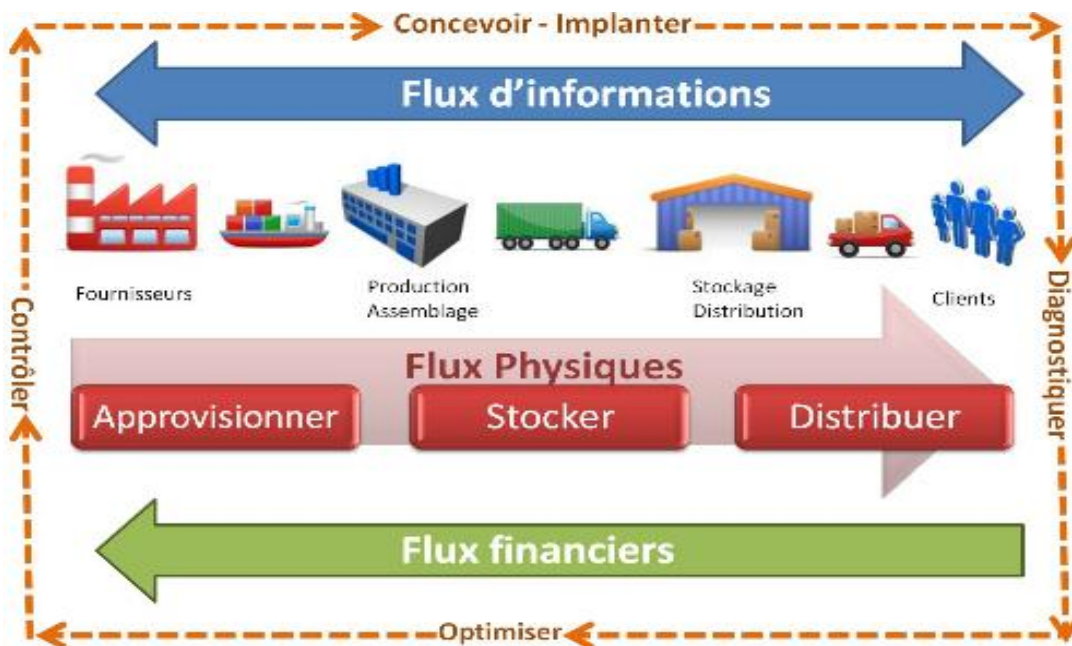 Concevoir - Implanter
Flux d'informations
Fournisseurs
Production
Assemblage
Stockage
Distribution
Clients
Contrôler
Diagnostiquer
Flux Physiques
Approvisionner
Stocker
Distribuer
Flux financiers
Optimiser